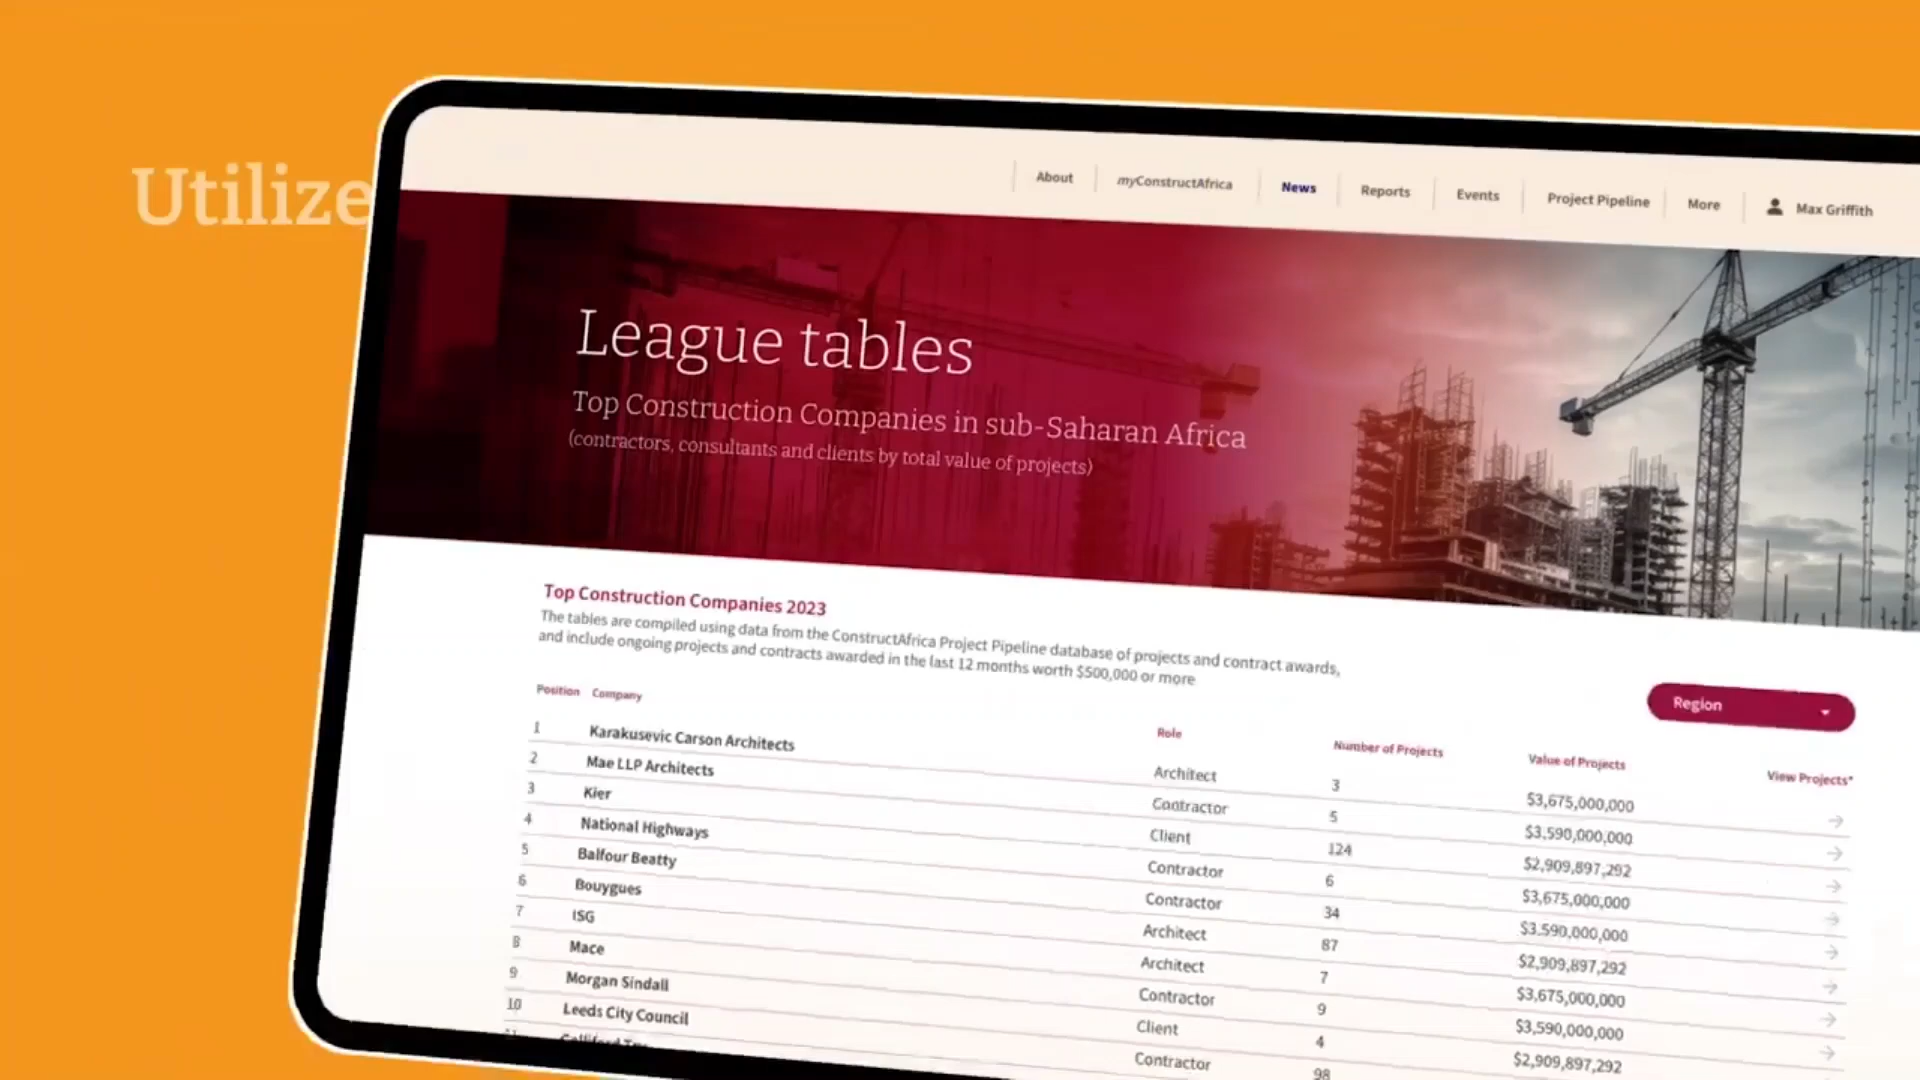 Utilize
About myConstructAfrica News Reports Events Project Pipeline More Max Griffith
League tables
Top Construction Companies in sub-Saharan Africa
(contractors, consultants and clients by total value of projects)
Top Construction Companies 2023
The tables are compiled using data from the ConstructAfrica Project Pipeline database of projects and contract awards,
and include ongoing projects and contracts awarded in the last 12 months worth $500,000 or more
Region
Position Company Role Number of Projects Value of Projects View Projects*
1 Karakusevic Carson Architects Architect 3 $3,675,000,000
2 Mae LLP Architects Contractor 5 $3,590,000,000
3 Kier Client 124 $2,909,897,292
4 National Highways Contractor 6 $3,675,000,000
5 Balfour Beatty Contractor 34 $3.590,000,000
6 Bouygues Architect 87 $2,909,897,292
7 ISG Architect 7 $3,675,000,000
8 Mace Contractor 9 $3,590,000,000
9 Morgan Sindall Client 4 $2,909,897,292
10 Leeds City Council Contractor 98